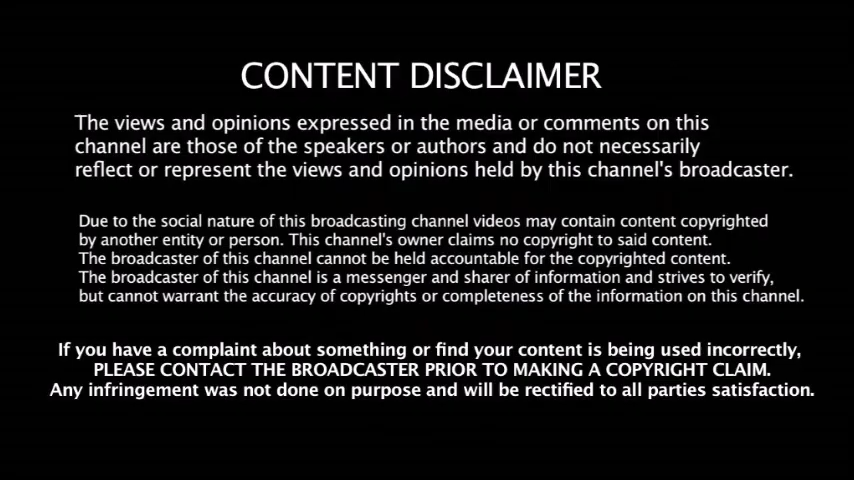 CONTENT DISCLAIMER
The views and opinions expressed in the media or comments on this
channel are those of the speakers or authors and do not necessarily
reflect or represent the views and opinions held by this channel's broadcaster.
Due to the social nature of this broadcasting channel videos may contain content copyrighted
by another entity or person. This channel's owner claims no copyright to said content.
The broadcaster of this channel cannot be held accountable for the copyrighted content.
The broadcaster of this channel is a messenger and sharer of information and strives to verify,
but cannot warrant the accuracy of copyrights or completeness of the information on this channel.
If you have a complaint about something or find your content is being used incorrectly,
PLEASE CONTACT THE BROADCASTER PRIOR TO MAKING A COPYRIGHT CLAIM.
Any infringement was not done on purpose and will be rectified to all parties satisfaction.